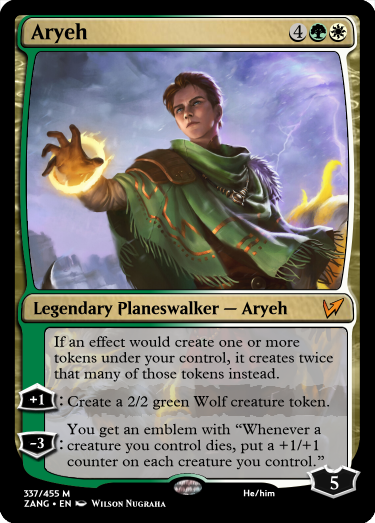 Aryeh 4
Legendary Planeswalker — Aryeh
If an effect would create one or more
tokens under your control, it creates twice
that many of those tokens instead.
+1: Create a 2/2 green Wolf creature token.
-3: You get an emblem with “Whenever a
creature you control dies, put a +1/+1
counter on each creature you control.”
5
337/455 M
He/him
ZANG • EN Wilson Nugraha